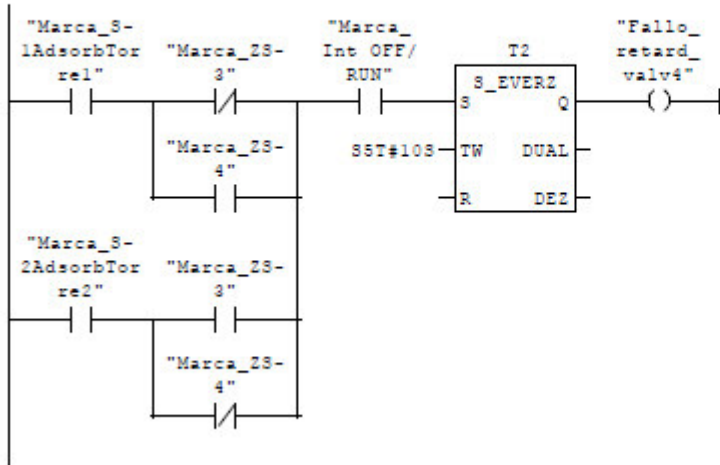 "Marca_S-
1AdsorbTor
re1"
"Marca_ZS-
3"
"Marca_
Int OFF/
RUN"
T2
"Fallo_
retard_
valv4"
S_EVERZ
S
Q
"Marca_ZS-
4"
S5T#10S
TW
DUAL
R
DEZ
"Marca_S-
2AdsorbTor
re2"
"Marca_ZS-
3"
"Marca_ZS-
4"